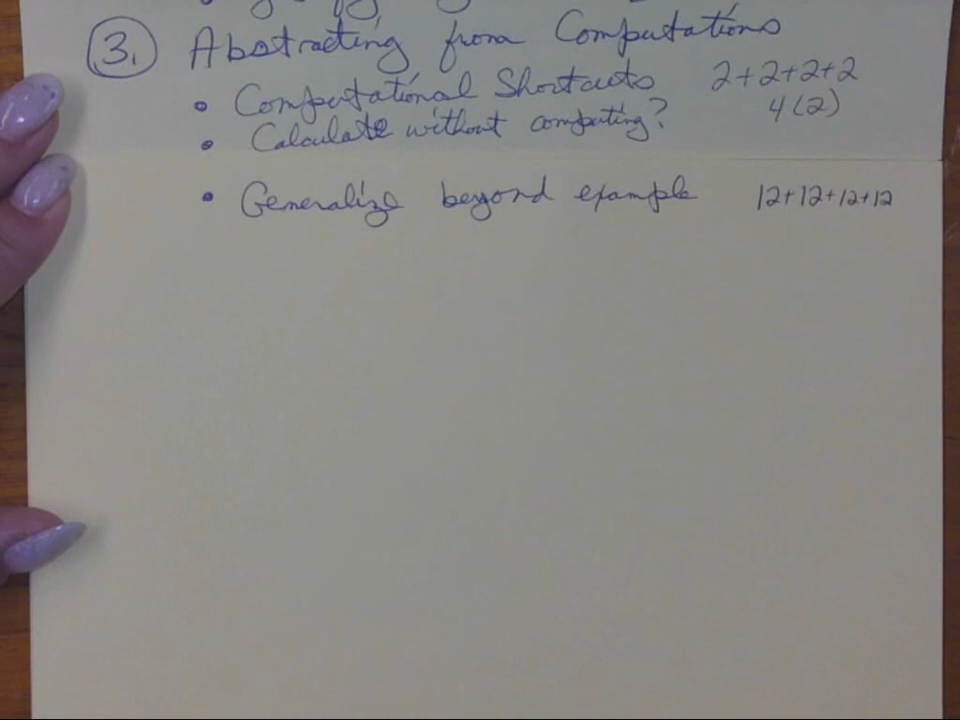 3. Abstracting from Computations
• Computational Shortcuts 2+2+2+2
4(2)
• Calculate without computing?
• Generalize beyond example 12+12+12+12